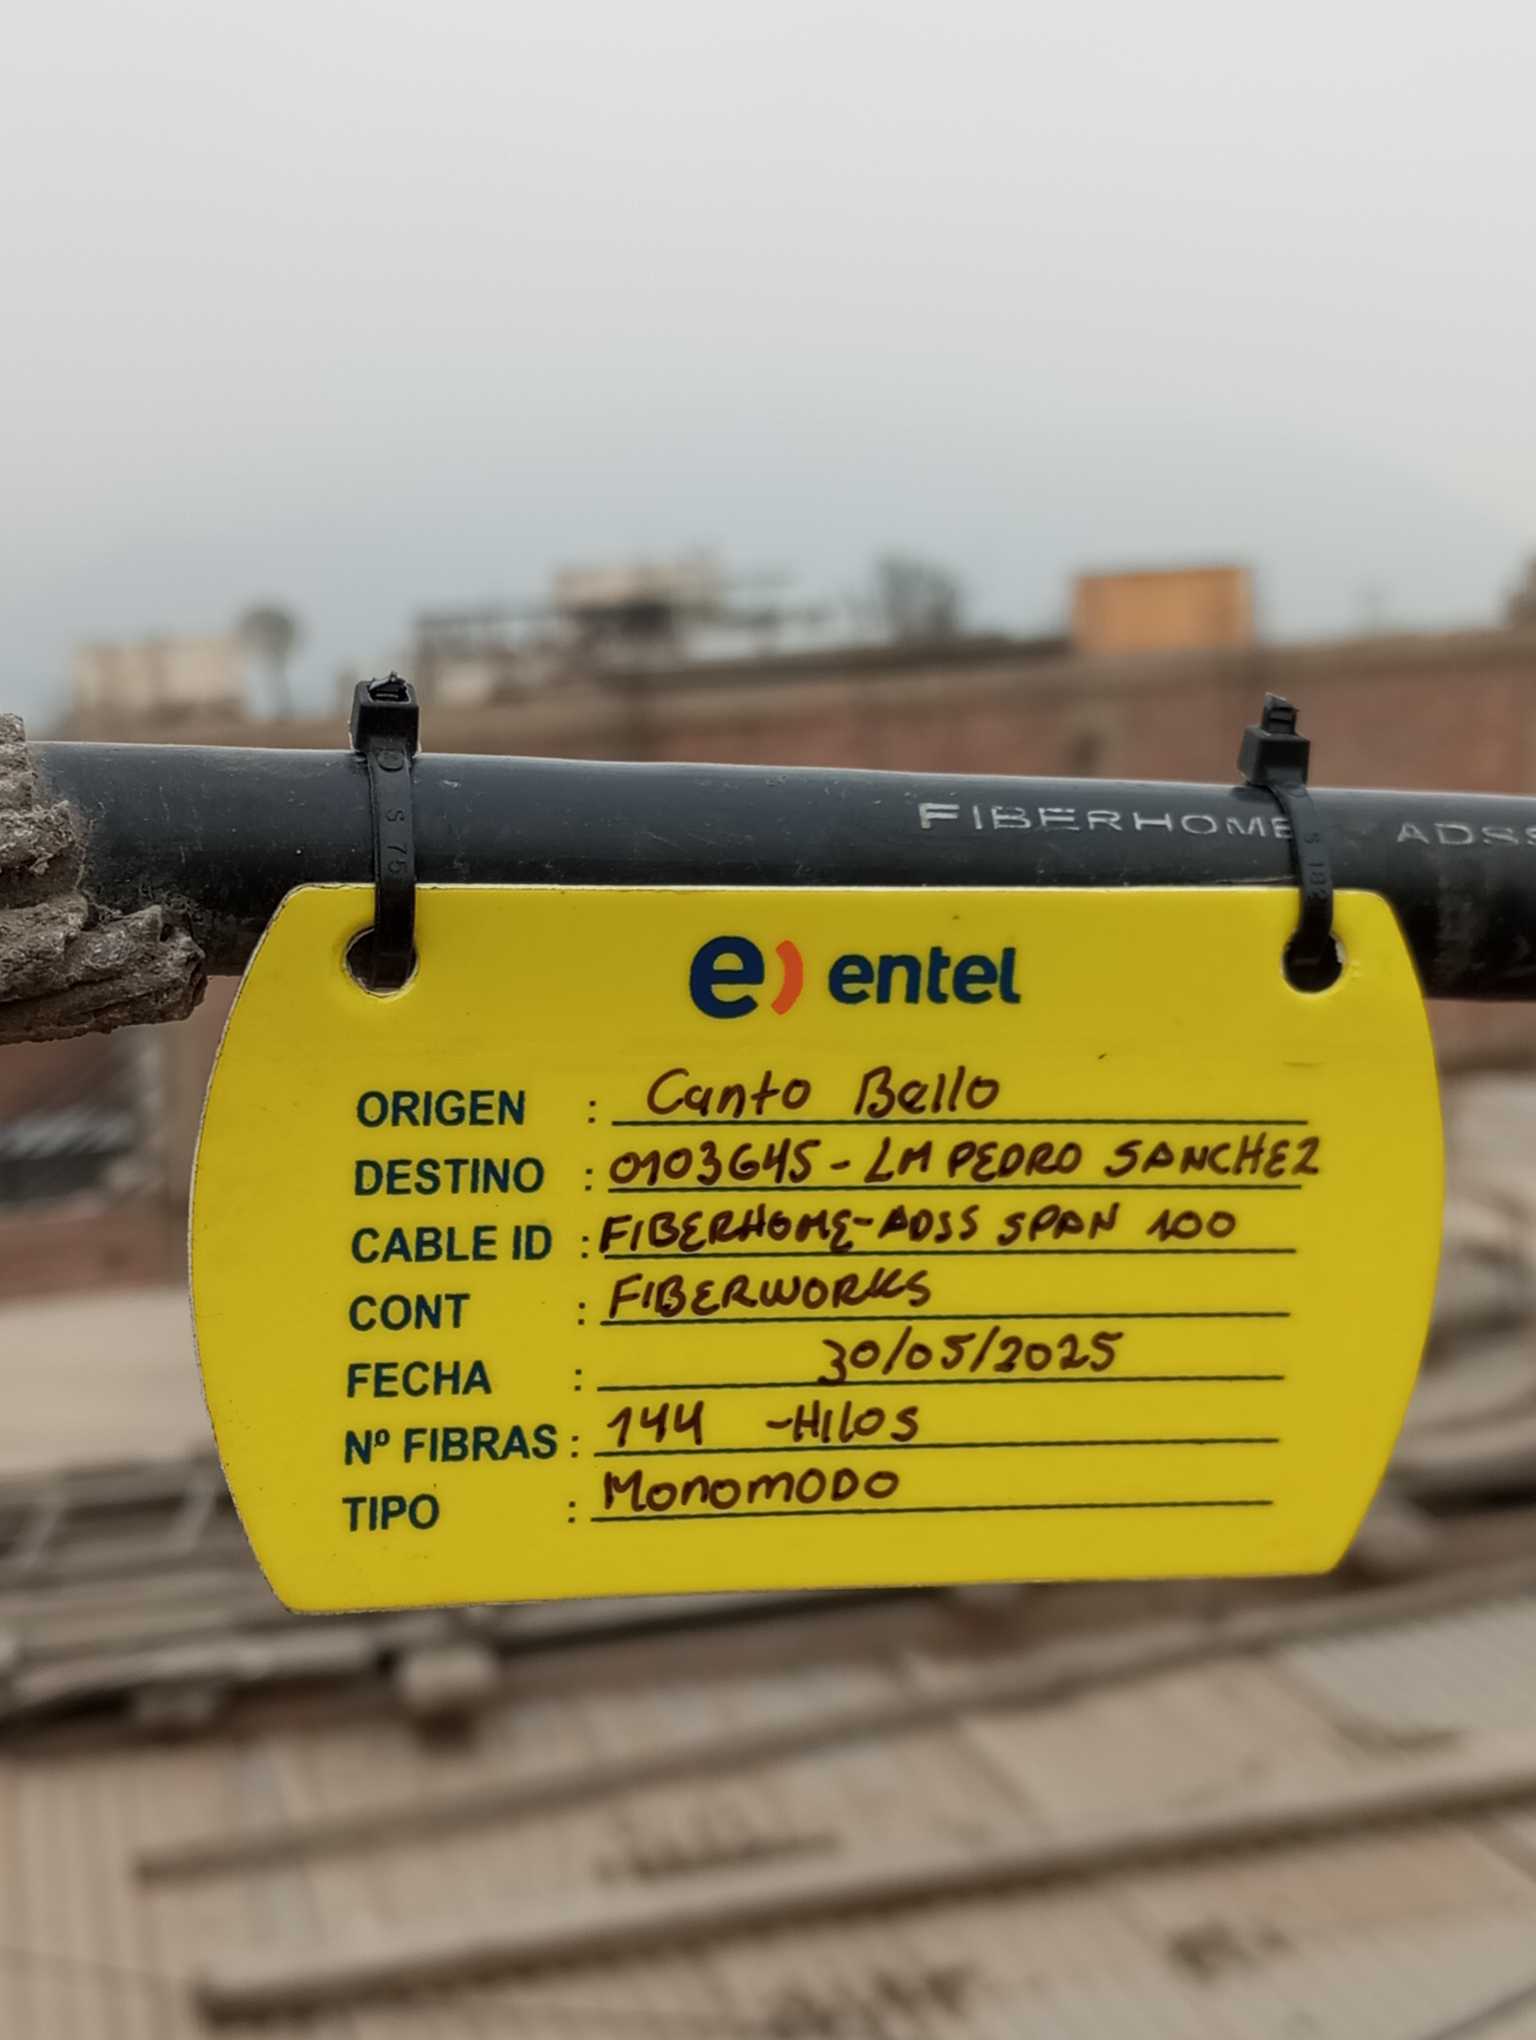 FIBERHOME ADSS
e) entel
ORIGEN : Canto Bello
DESTINO : 0103645 - LM PEDRO SANCHEZ
CABLE ID : FIBERHOME-ADSS SPAN 100
CONT : FIBERWORKS
FECHA : 30/05/2025
Nº FIBRAS : 144 -HILOS
TIPO : MONOMODO